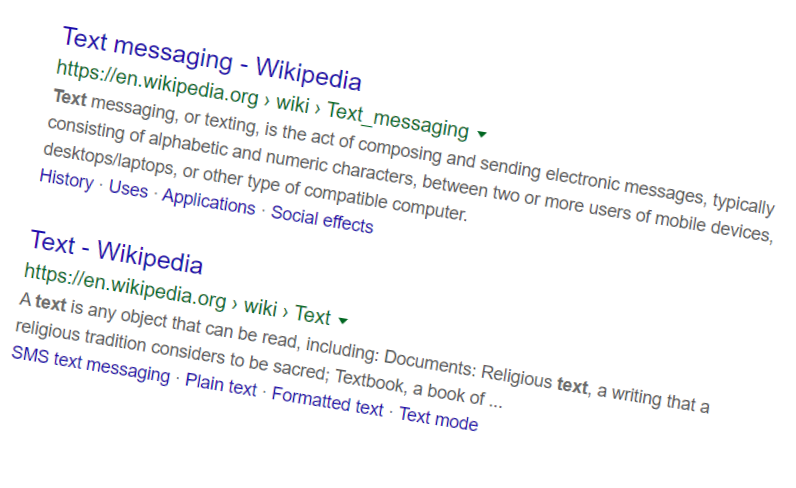 Text messaging - Wikipedia
https://en.wikipedia.org › wiki › Text_messaging
Text messaging, or texting, is the act of composing and sending electronic messages, typically
consisting of alphabetic and numeric characters, between two or more users of mobile devices,
desktops/laptops, or other type of compatible computer.
History · Uses · Applications · Social effects
Text - Wikipedia
https://en.wikipedia.org › wiki › Text
A text is any object that can be read, including: Documents: Religious text, a writing that a
religious tradition considers to be sacred; Textbook, a book of ...
SMS text messaging · Plain text · Formatted text · Text mode